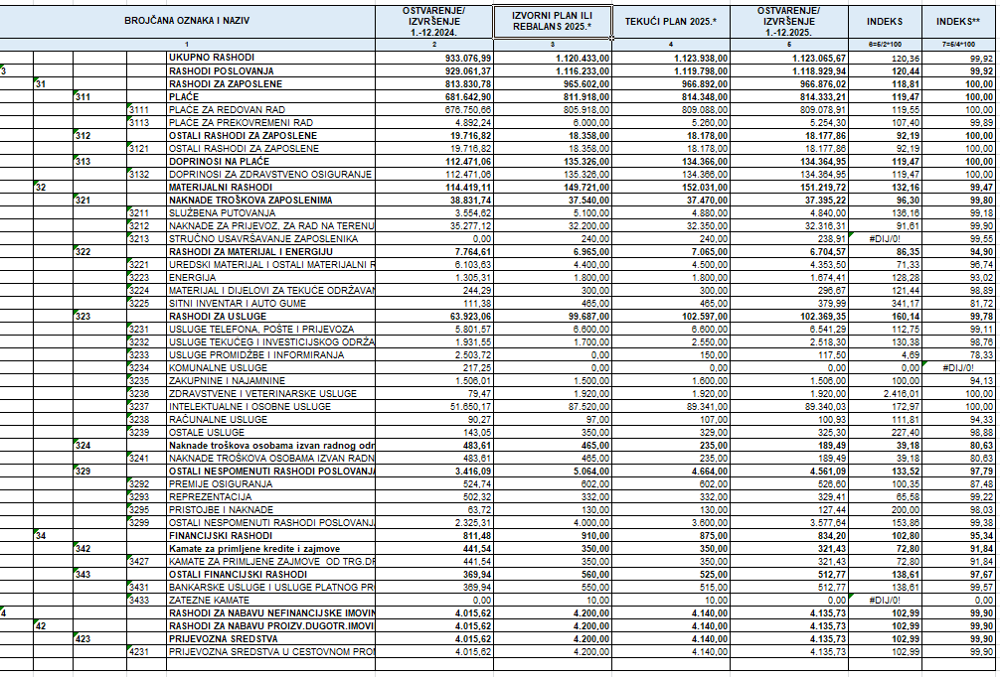 BROJČANA OZNAKA I NAZIV OSTVARENJE/ IZVRŠENJE 1.-12.2024. IZVORNI PLAN ILI REBALANS 2025.* TEKUĆI PLAN 2025.* OSTVARENJE/ IZVRŠENJE 1.-12.2025. INDEKS INDEKS**
1 2 3 4 5 6=5/2*100 7=5/4*100
UKUPNO RASHODI 933.076,99 1.120.433,00 1.123.938,00 1.123.065,67 120,36 99,92
3 RASHODI POSLOVANJA 929.061,37 1.116.233,00 1.119.798,00 1.118.929,94 120,44 99,92
31 RASHODI ZA ZAPOSLENE 813.830,78 965.602,00 966.892,00 966.876,02 118,81 100,00
311 PLAĆE 681.642,90 811.918,00 814.348,00 814.333,21 119,47 100,00
3111 PLAĆE ZA REDOVAN RAD 676.750,66 805.918,00 809.088,00 809.078,91 119,55 100,00
3113 PLAĆE ZA PREKOVREMENI RAD 4.892,24 6.000,00 5.260,00 5.254,30 107,40 99,89
312 OSTALI RASHODI ZA ZAPOSLENE 19.716,82 18.358,00 18.178,00 18.177,86 92,19 100,00
3121 OSTALI RASHODI ZA ZAPOSLENE 19.716,82 18.358,00 18.178,00 18.177,86 92,19 100,00
313 DOPRINOSI NA PLAĆE 112.471,06 135.326,00 134.366,00 134.364,95 119,47 100,00
3132 DOPRINOSI ZA ZDRAVSTVENO OSIGURANJE 112.471,06 135.326,00 134.366,00 134.364,95 119,47 100,00
32 MATERIJALNI RASHODI 114.419,11 149.721,00 152.031,00 151.219,72 132,16 99,47
321 NAKNADE TROŠKOVA ZAPOSLENIMA 38.831,74 37.540,00 37.470,00 37.395,22 96,30 99,80
3211 SLUŽBENA PUTOVANJA 3.554,62 5.100,00 4.880,00 4.840,00 136,16 99,18
3212 NAKNADE ZA PRIJEVOZ, ZA RAD NA TERENU 35.277,12 32.200,00 32.350,00 32.316,31 91,61 99,90
3213 STRUČNO USAVRŠAVANJE ZAPOSLENIKA 0,00 240,00 240,00 238,91 #DIJ/0! 99,55
322 RASHODI ZA MATERIJAL I ENERGIJU 7.764,61 6.965,00 7.065,00 6.704,57 86,35 94,90
3221 UREDSKI MATERIJAL I OSTALI MATERIJALNI R 6.103,63 4.400,00 4.500,00 4.353,50 71,33 96,74
3223 ENERGIJA 1.305,31 1.800,00 1.800,00 1.674,41 128,28 93,02
3224 MATERIJAL I DIJELOVI ZA TEKUĆE ODRŽAVAN 244,29 300,00 300,00 296,67 121,44 98,89
3225 SITNI INVENTAR I AUTO GUME 111,38 465,00 465,00 379,99 341,17 81,72
323 RASHODI ZA USLUGE 63.923,06 99.687,00 102.597,00 102.369,35 160,14 99,78
3231 USLUGE TELEFONA, POŠTE I PRIJEVOZA 5.801,57 6.600,00 6.600,00 6.541,29 112,75 99,11
3232 USLUGE TEKUĆEG I INVESTICIJSKOG ODRŽA 1.931,55 1.700,00 2.550,00 2.518,30 130,38 98,76
3233 USLUGE PROMIDŽBE I INFORMIRANJA 2.503,72 0,00 150,00 117,50 4,69 78,33
3234 KOMUNALNE USLUGE 217,25 0,00 0,00 0,00 0,00 #DIJ/0!
3235 ZAKUPNINE I NAJAMNINE 1.506,01 1.500,00 1.600,00 1.506,00 100,00 94,13
3236 ZDRAVSTVENE I VETERINARSKE USLUGE 79,47 1.920,00 1.920,00 1.920,00 2.416,01 100,00
3237 INTELEKTUALNE I OSOBNE USLUGE 51.650,17 87.520,00 89.341,00 89.340,03 172,97 100,00
3238 RAČUNALNE USLUGE 90,27 97,00 107,00 100,93 111,81 94,33
3239 OSTALE USLUGE 143,05 350,00 329,00 325,30 227,40 98,88
324 Naknade troškova osobama izvan radnog odr 483,61 465,00 235,00 189,49 39,18 80,63
3241 NAKNADE TROŠKOVA OSOBAMA IZVAN RADN 483,61 465,00 235,00 189,49 39,18 80,63
329 OSTALI NESPOMENUTI RASHODI POSLOVANJA 3.416,09 5.064,00 4.664,00 4.561,09 133,52 97,79
3292 PREMIJE OSIGURANJA 524,74 602,00 602,00 526,60 100,35 87,48
3293 REPREZENTACIJA 502,32 332,00 332,00 329,41 65,58 99,22
3295 PRISTOJBE I NAKNADE 63,72 130,00 130,00 127,44 200,00 98,03
3299 OSTALI NESPOMENUTI RASHODI POSLOVANJ 2.325,31 4.000,00 3.600,00 3.577,64 153,86 99,38
34 FINANCIJSKI RASHODI 811,48 910,00 875,00 834,20 102,80 95,34
342 Kamate za primljene kredite i zajmove 441,54 350,00 350,00 321,43 72,80 91,84
3427 KAMATE ZA PRIMLJENE ZAJMOVE OD TRG.D 441,54 350,00 350,00 321,43 72,80 91,84
343 OSTALI FINANCIJSKI RASHODI 369,94 560,00 525,00 512,77 138,61 97,67
3431 BANKARSKE USLUGE I USLUGE PLATNOG PR 369,94 550,00 515,00 512,77 138,61 99,57
3433 ZATEZNE KAMATE 0,00 10,00 10,00 0,00 #DIJ/0! 0,00
4 RASHODI ZA NABAVU NEFINANCIJSKE IMOVIN 4.015,62 4.200,00 4.140,00 4.135,73 102,99 99,90
42 RASHODI ZA NABAVU PROIZV.DUGOTR.IMOVI 4.015,62 4.200,00 4.140,00 4.135,73 102,99 99,90
423 PRIJEVOZNA SREDSTVA 4.015,62 4.200,00 4.140,00 4.135,73 102,99 99,90
4231 PRIJEVOZNA SREDSTVA U CESTOVNOM PROM 4.015,62 4.200,00 4.140,00 4.135,73 102,99 99,90